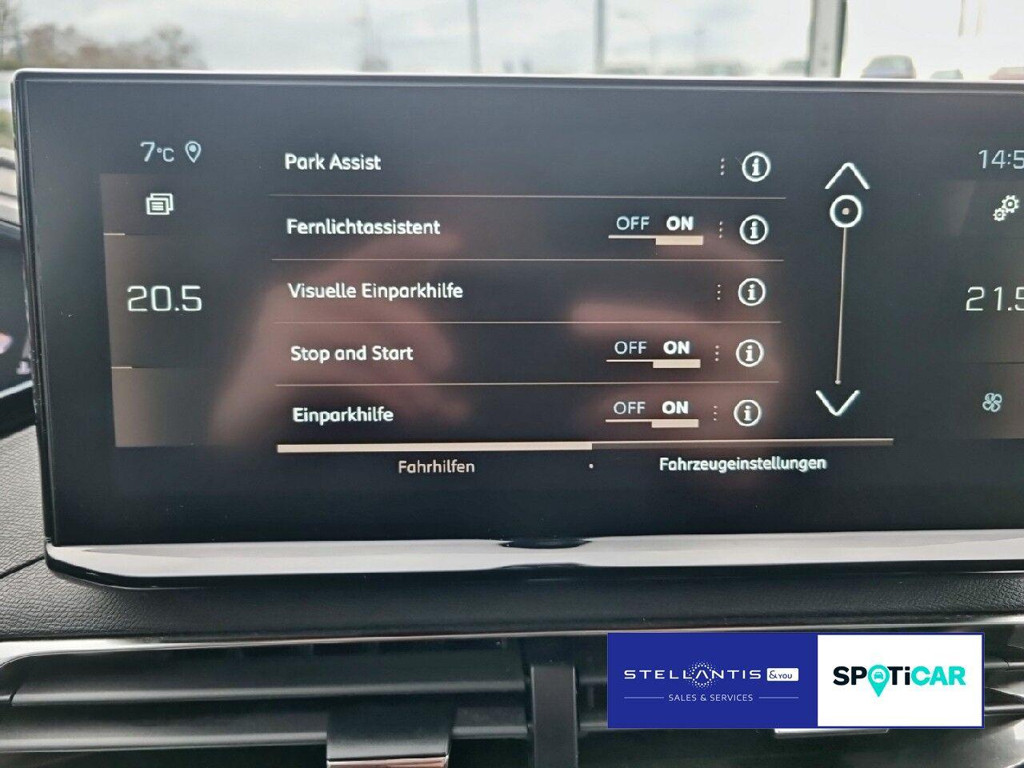 7°C
14:5
Park Assist
Fernlichtassistent OFF ON
20.5
Visuelle Einparkhilfe
21.5
Stop and Start OFF ON
Einparkhilfe OFF ON
Fahrhilfen
Fahrzeugeinstellungen
STELLANTIS &YOU
SALES & SERVICES
SPOTiCAR